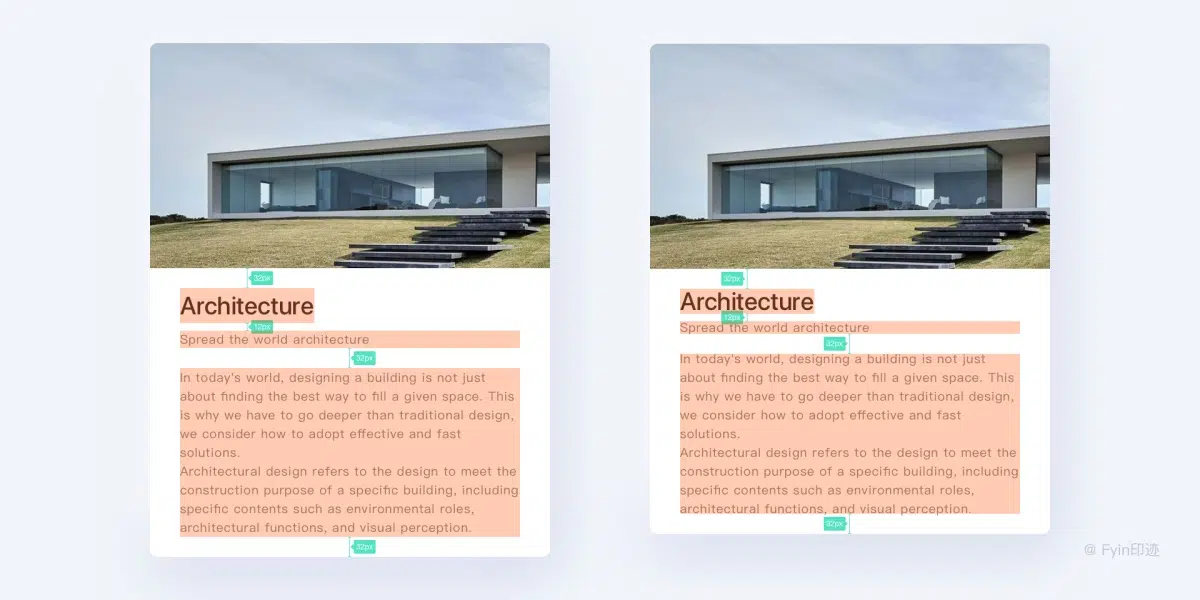 32px
Architecture
12px
Spread the world architecture
32px
In today's world, designing a building is not just
about finding the best way to fill a given space. This
is why we have to go deeper than traditional design,
we consider how to adopt effective and fast
solutions.
Architectural design refers to the design to meet the
construction purpose of a specific building, including
specific contents such as environmental roles,
architectural functions, and visual perception.
32px
32px
Architecture
12px
Spread the world architecture
32px
In today's world, designing a building is not just
about finding the best way to fill a given space. This
is why we have to go deeper than traditional design,
we consider how to adopt effective and fast
solutions.
Architectural design refers to the design to meet the
construction purpose of a specific building, including
specific contents such as environmental roles,
architectural functions, and visual perception.
32px
@ Fyin印迹